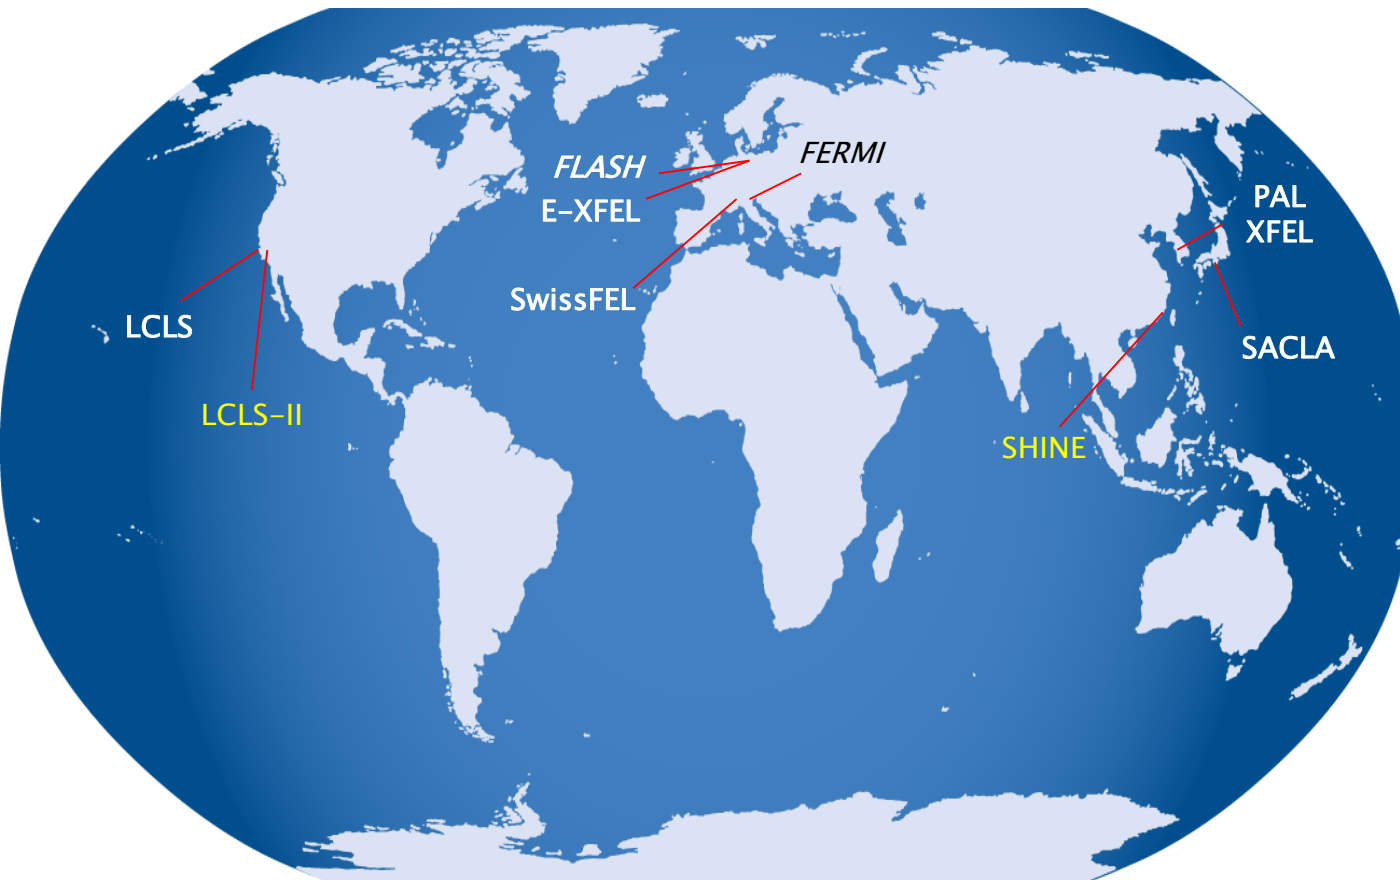 FLASH
FERMI
E-XFEL
PAL
XFEL
SwissFEL
LCLS
SACLA
LCLS-II
SHINE